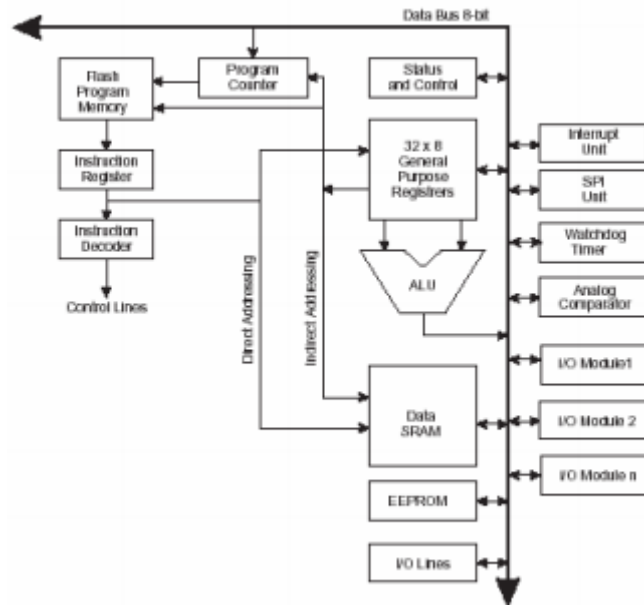 Data Bus 8-bit
Flash
Program
Memory
Program
Counter
Status
and Control
Interrupt
Unit
32 x 8
General
Purpose
Registrers
Instruction
Register
SPI
Unit
Instruction
Decoder
Watchdog
Timer
ALU
Analog
Comparator
Control Lines
Direct Addressing
Indirect Addressing
I/O Module1
Data
SRAM
I/O Module 2
I/O Module n
EEPROM
I/O Lines